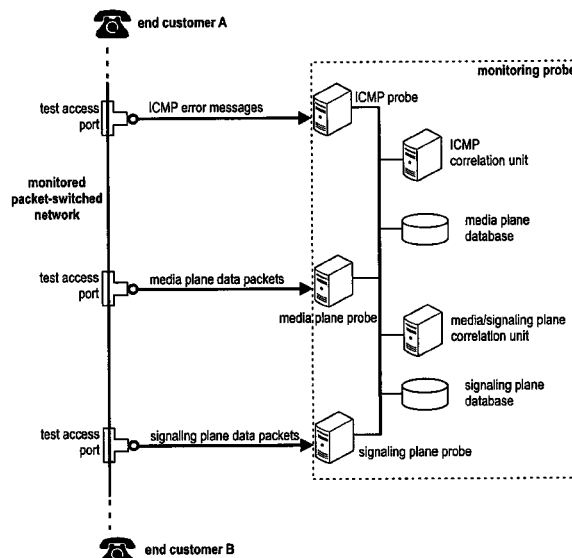 end customer A
monitoring probe
test access
port
ICMP error messages
ICMP probe
ICMP
correlation unit
monitored
packet-switched
network
media plane
database
test access
port
media plane data packets
media plane probe
media/signaling plane
correlation unit
signaling plane
database
test access
port
signaling plane data packets
signaling plane probe
end customer B